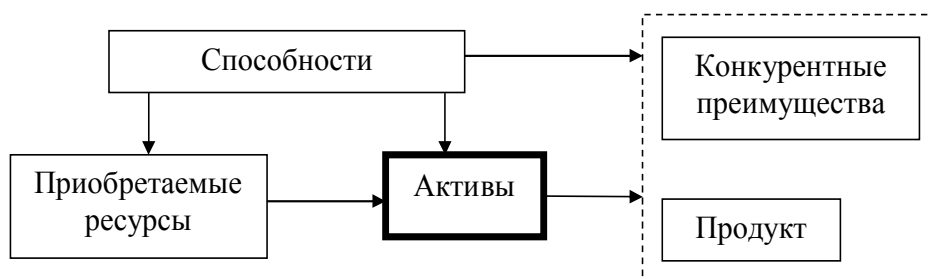 Способности
Конкурентные
преимущества
Приобретаемые
ресурсы
Активы
Продукт